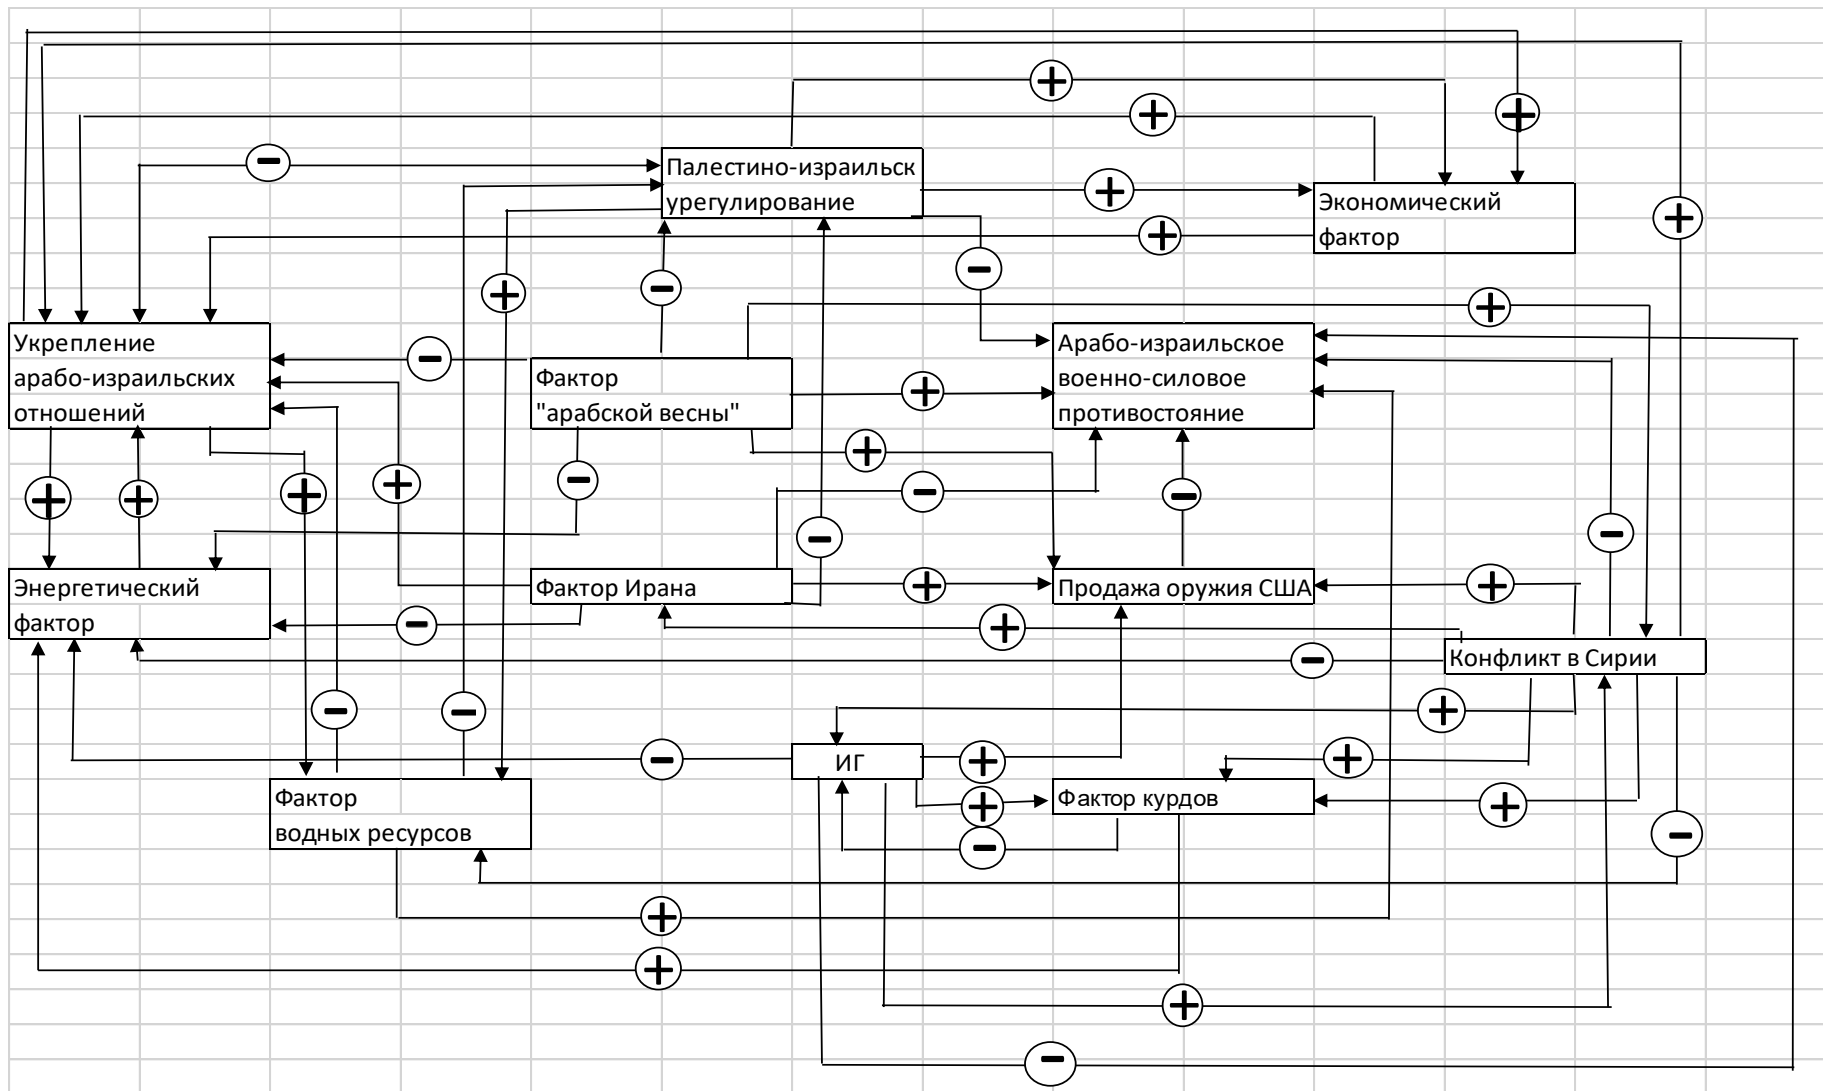 Палестино-израильск
урегулирование
Экономический
фактор
Укрепление
арабо-израильских
отношений
Фактор
"арабской весны"
Арабо-израильское
военно-силовое
противостояние
Энергетический
фактор
Фактор Ирана
Продажа оружия США
Конфликт в Сирии
ИГ
Фактор
водных ресурсов
Фактор курдов